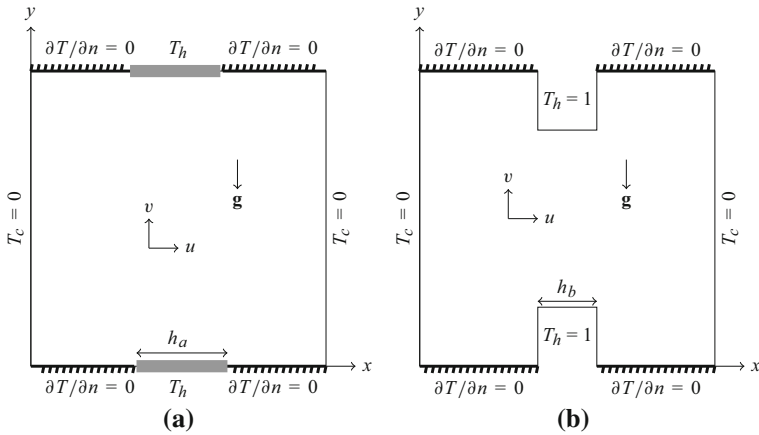 y
∂T/∂n = 0 T_h ∂T/∂n = 0
T_c = 0
T_c = 0
g
v
u
h_a
x
∂T/∂n = 0 T_h ∂T/∂n = 0
(a)
y
∂T/∂n = 0 ∂T/∂n = 0
T_h = 1
T_c = 0
T_c = 0
g
v
u
h_b
T_h = 1
x
∂T/∂n = 0 ∂T/∂n = 0
(b)